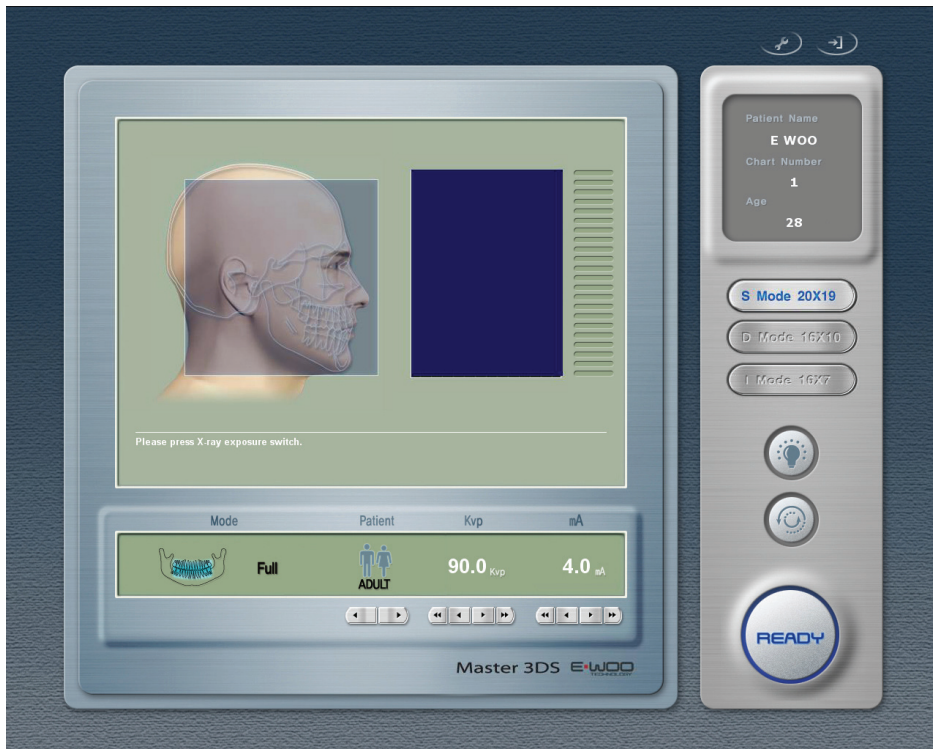 Patient Name
E WOO
Chart Number
1
Age
28
S Mode 20X19
D Mode 16X10
I Mode 16X7
Please press X-ray exposure switch.
Mode Patient Kvp mA
Full ADULT 90.0 Kvp 4.0 mA
READY
Master 3DS E·WOO
TECHNOLOGY